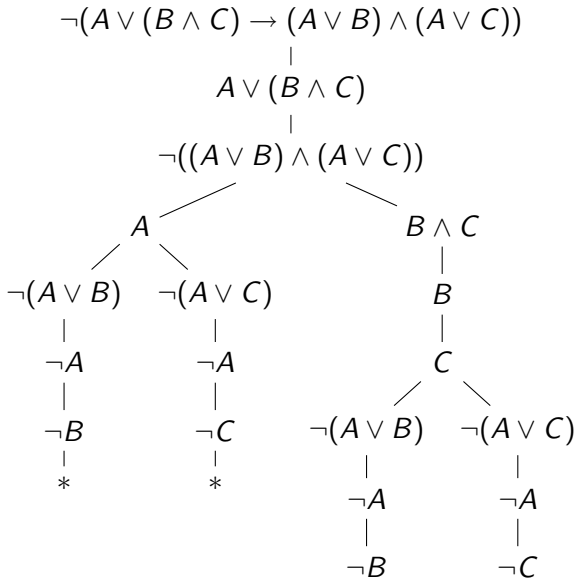 ¬(A ∨ (B ∧ C) → (A ∨ B) ∧ (A ∨ C))
A ∨ (B ∧ C)
¬((A ∨ B) ∧ (A ∨ C))
A B ∧ C
¬(A ∨ B) ¬(A ∨ C) B
¬A ¬A C
¬B ¬C ¬(A ∨ B) ¬(A ∨ C)
* * ¬A ¬A
¬B ¬C